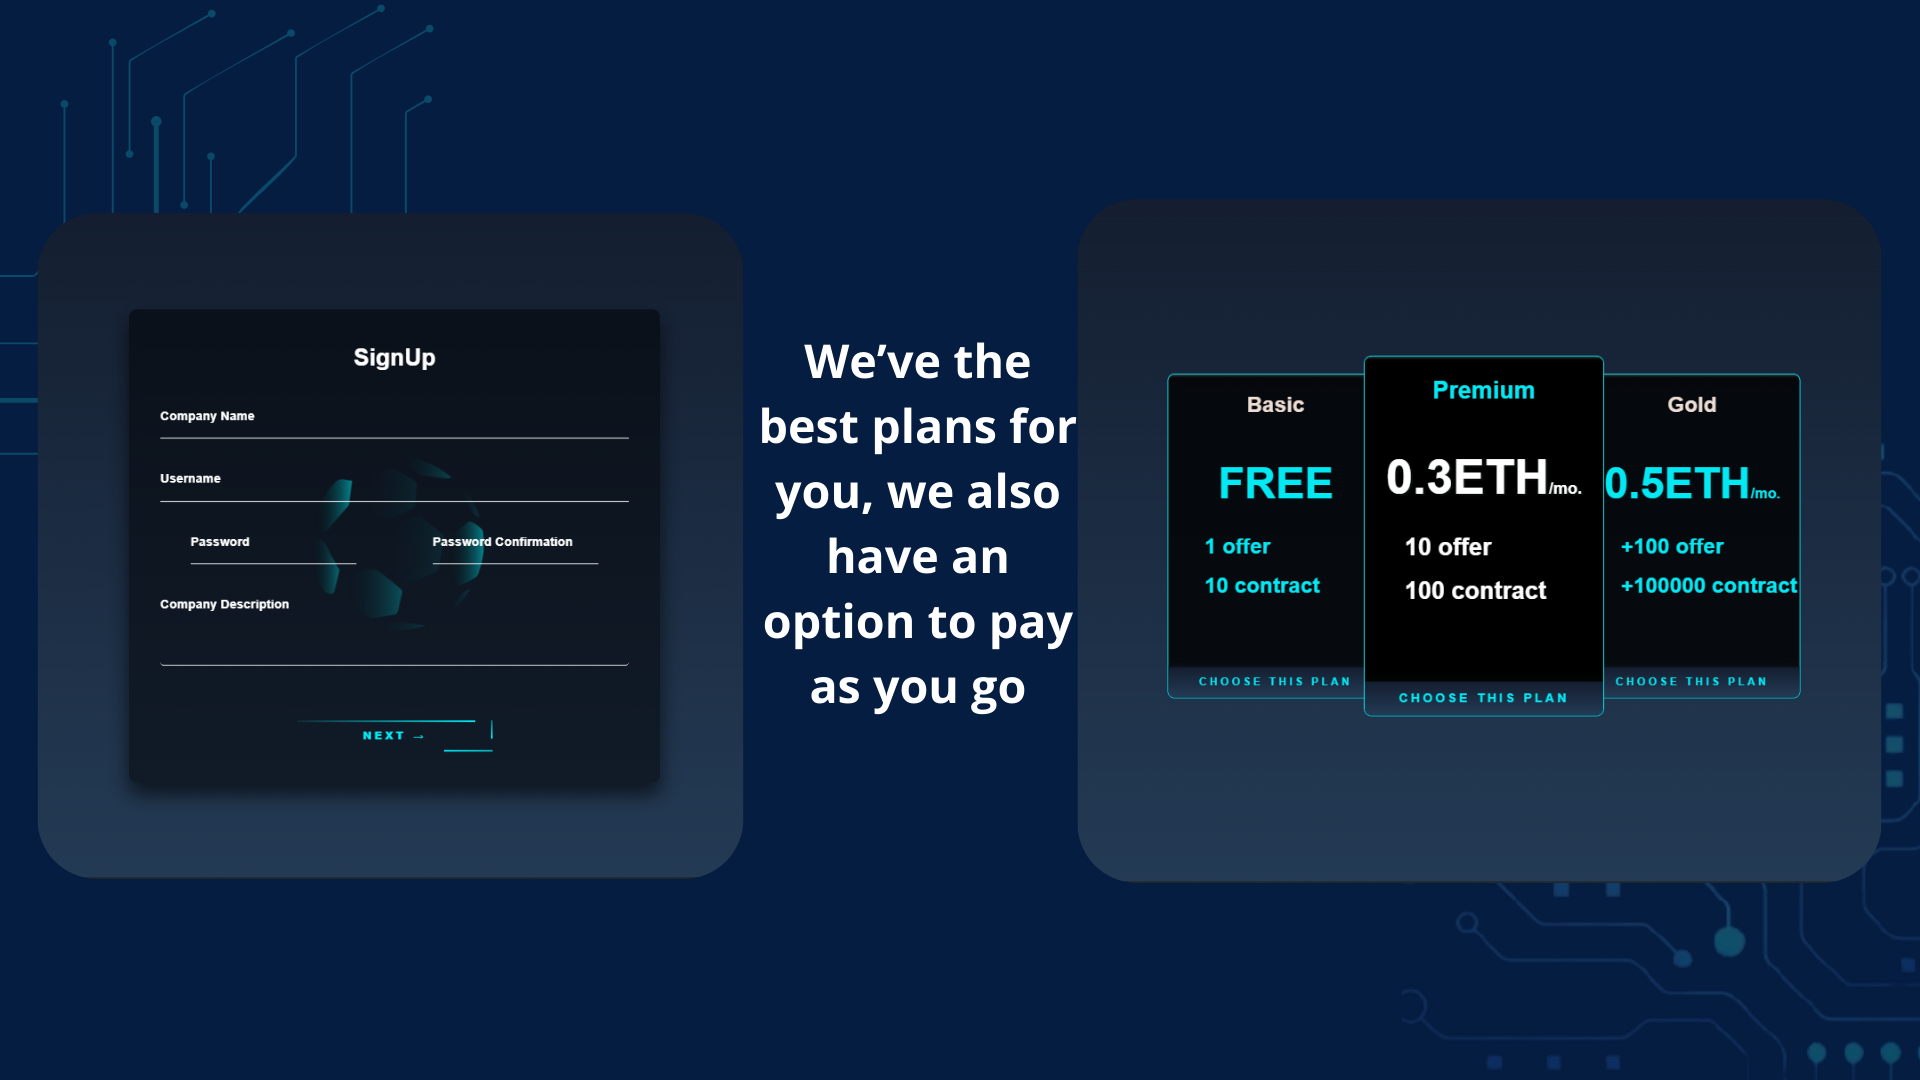 SignUp
Company Name
Username
Password Password Confirmation
Company Description
NEXT →
We’ve the
best plans for
you, we also
have an
option to pay
as you go
Basic
FREE
1 offer
10 contract
CHOOSE THIS PLAN
Premium
0.3ETH/mo.
10 offer
100 contract
CHOOSE THIS PLAN
Gold
0.5ETH/mo.
+100 offer
+100000 contract
CHOOSE THIS PLAN